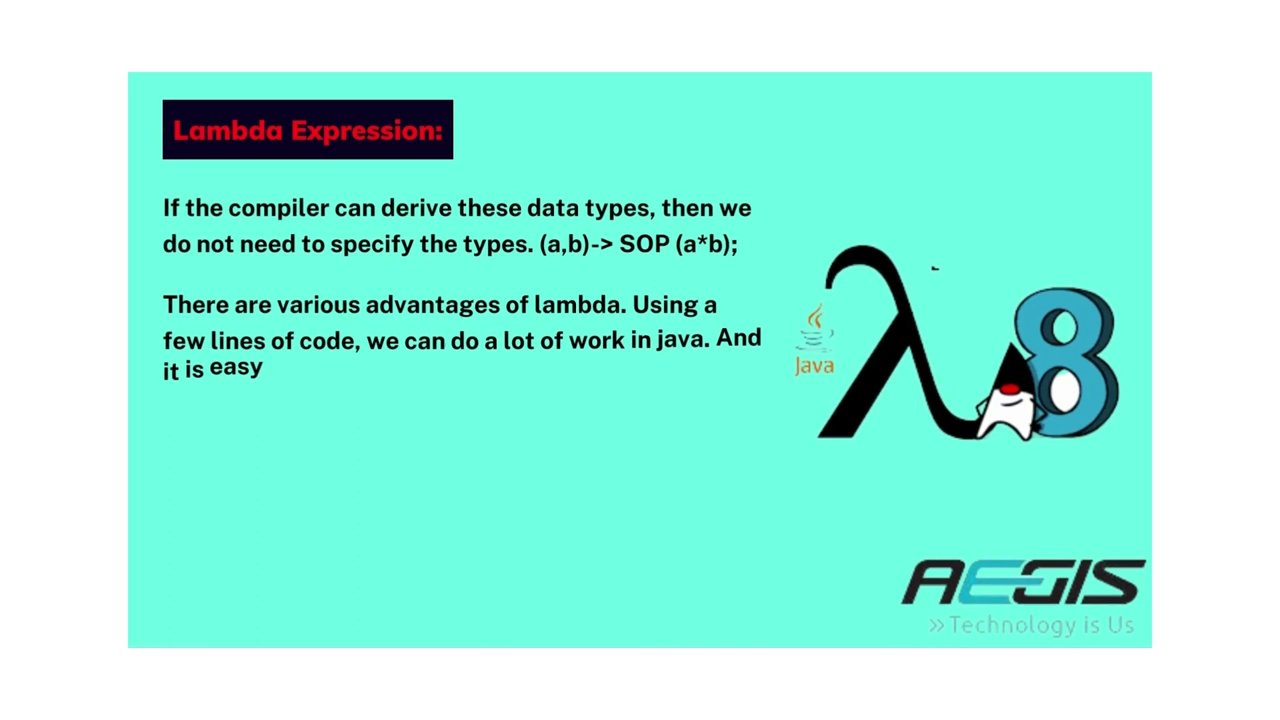 Lambda Expression:
If the compiler can derive these data types, then we
do not need to specify the types. (a,b)-> SOP (a*b);
There are various advantages of lambda. Using a
few lines of code, we can do a lot of work in java. And
it is easy
Java
λ
8
AEGIS
»Technology is Us